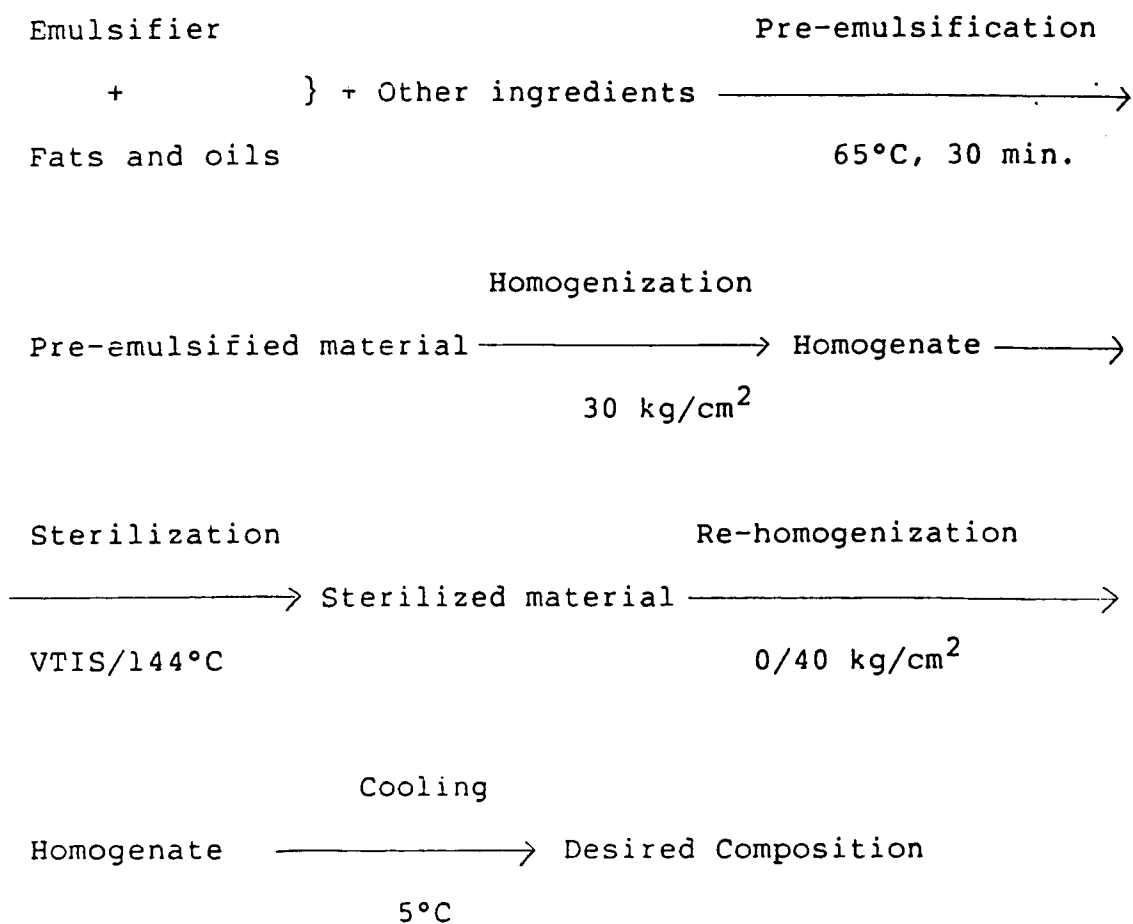 Emulsifier Pre-emulsification
+ } + Other ingredients ⟶
Fats and oils 65°C, 30 min.
Homogenization
Pre-emulsified material ⟶ Homogenate ⟶
30 kg/cm²
Sterilization Re-homogenization
⟶ Sterilized material ⟶
VTIS/144°C 0/40 kg/cm²
Cooling
Homogenate ⟶ Desired Composition
5°C